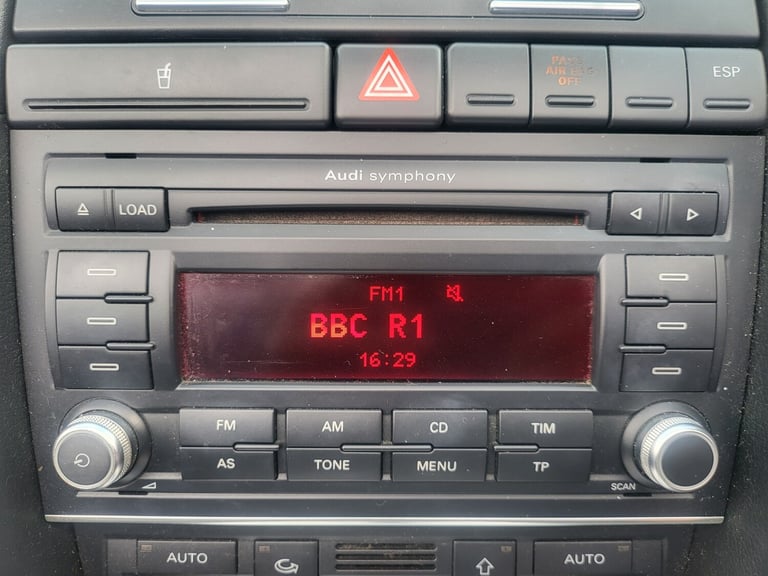 PASS
AIR BAG
OFF
ESP
Audi symphony
LOAD
FM1
BBC R1
16:29
FM AM CD TIM
AS TONE MENU TP
SCAN
AUTO AUTO